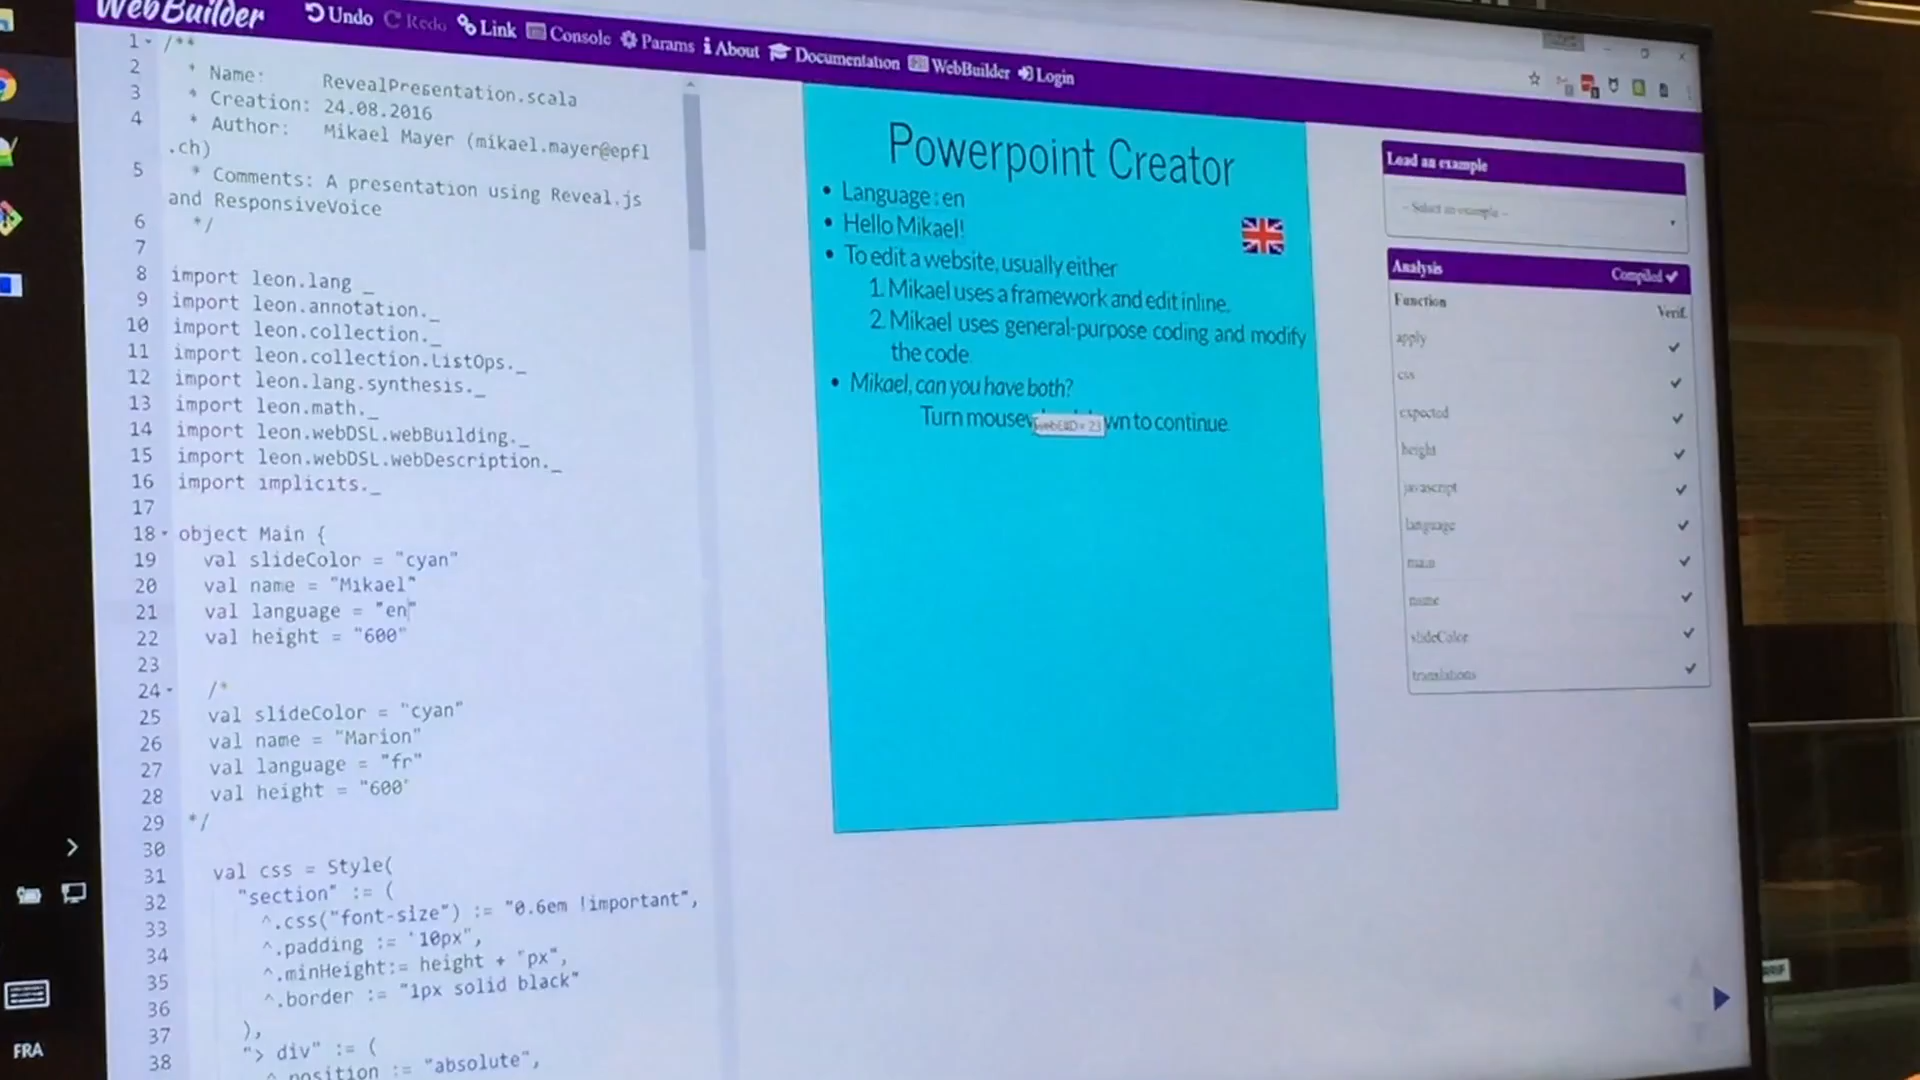 WebBuilder
Undo Redo Link Console Params About Documentation WebBuilder Login
1 /**
2
3 * Name: RevealPresentation.scala
4 * Creation: 24.08.2016
* Author: Mikael Mayer (mikael.mayer@epfl
.ch)
5 * Comments: A presentation using Reveal.js
and ResponsiveVoice
6 */
7
8 import leon.lang._
9 import leon.annotation._
10 import leon.collection._
11 import leon.collection.ListOps._
12 import leon.lang.synthesis._
13 import leon.math._
14 import leon.webDSL.webBuilding._
15 import leon.webDSL.webDescription._
16 import implicits._
17
18 object Main {
19 val slideColor = "cyan"
20 val name = "Mikael"
21 val language = "en"
22 val height = "600"
23
24 /*
25 val slideColor = "cyan"
26 val name = "Marion"
27 val language = "fr"
28 val height = "600"
29 */
30
31 val css = Style(
32 "section" := (
33 ^.css("font-size") := "0.6em !important",
34 ^.padding := "10px",
35 ^.minHeight:= height + "px",
36 ^.border := "1px solid black"
37 ),
38 "> div" := (
^.position := "absolute",
Powerpoint Creator
• Language : en
• Hello Mikael!
• To edit a website, usually either
1. Mikael uses a framework and edit inline.
2. Mikael uses general-purpose coding and modify
the code.
• Mikael, can you have both?
Turn mousew wn to continue
Load an example
-- Select an example --
Analysis Compiled ✓
Function Verif.
apply ✓
css ✓
expected ✓
height ✓
javascript ✓
language ✓
main ✓
name ✓
slideColor ✓
translations ✓
FRA